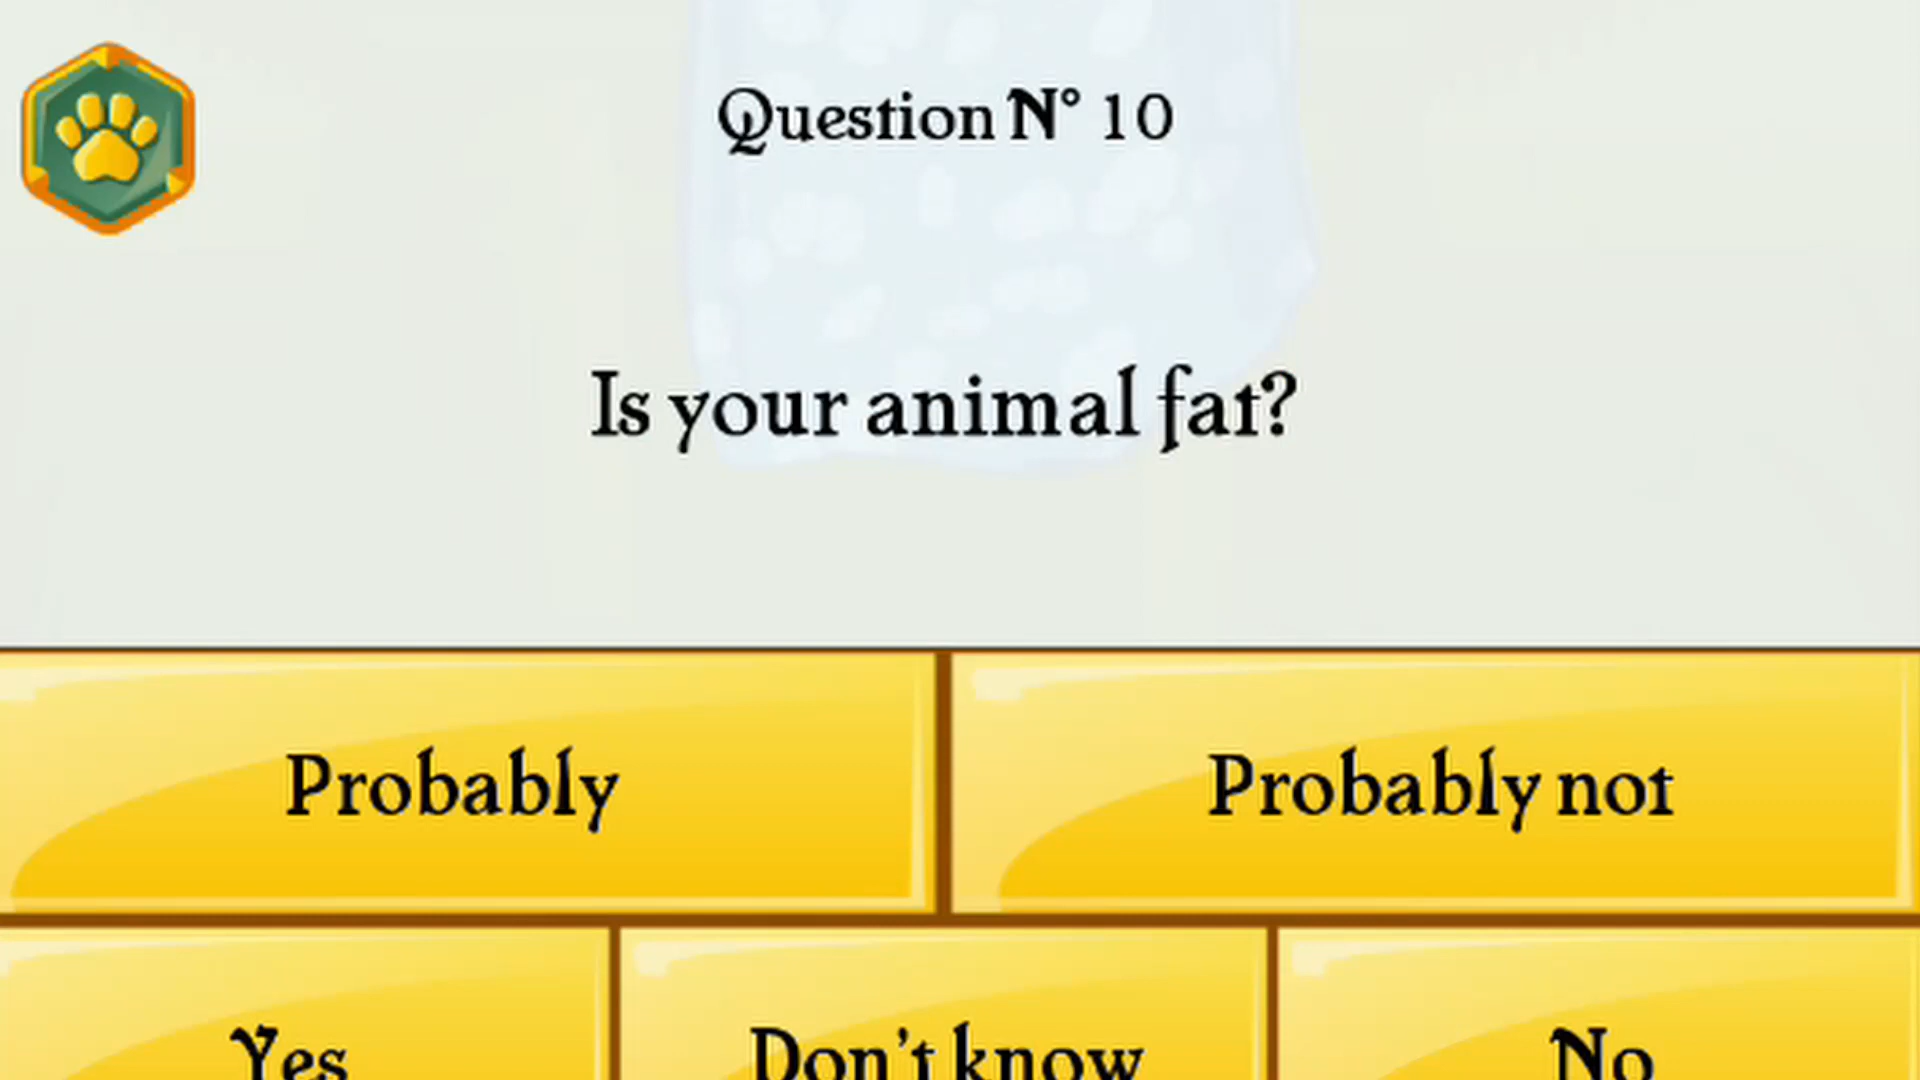 Question N° 10
Is your animal fat?
Probably
Probably not
Yes
Don't know
No